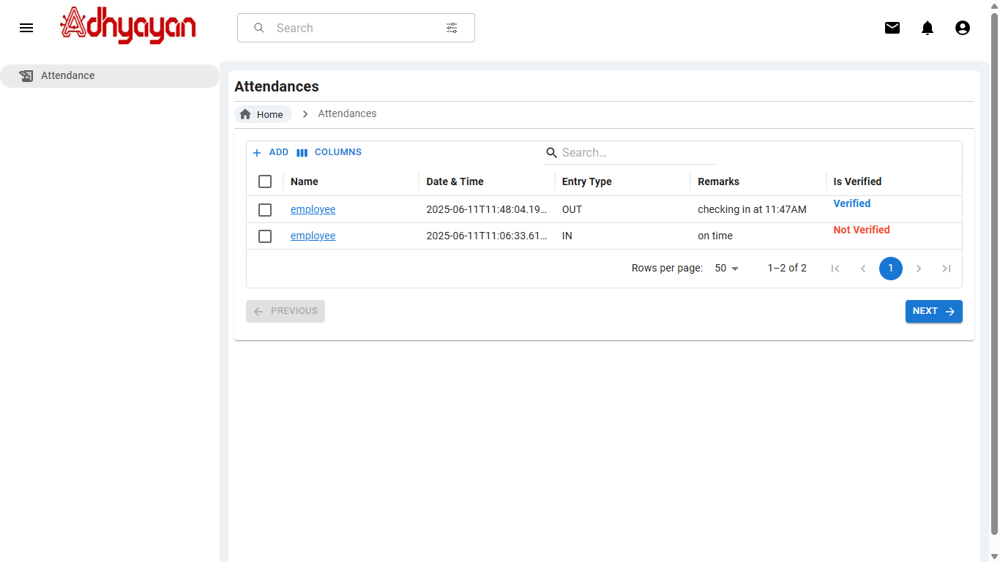 Adhyayan
Search
Attendance
Attendances
Home
Attendances
ADD COLUMNS Search...
Name Date & Time Entry Type Remarks Is Verified
employee 2025-06-11T11:48:04.19... OUT checking in at 11:47AM Verified
employee 2025-06-11T11:06:33.61... IN on time Not Verified
Rows per page: 50 1–2 of 2 1
PREVIOUS NEXT